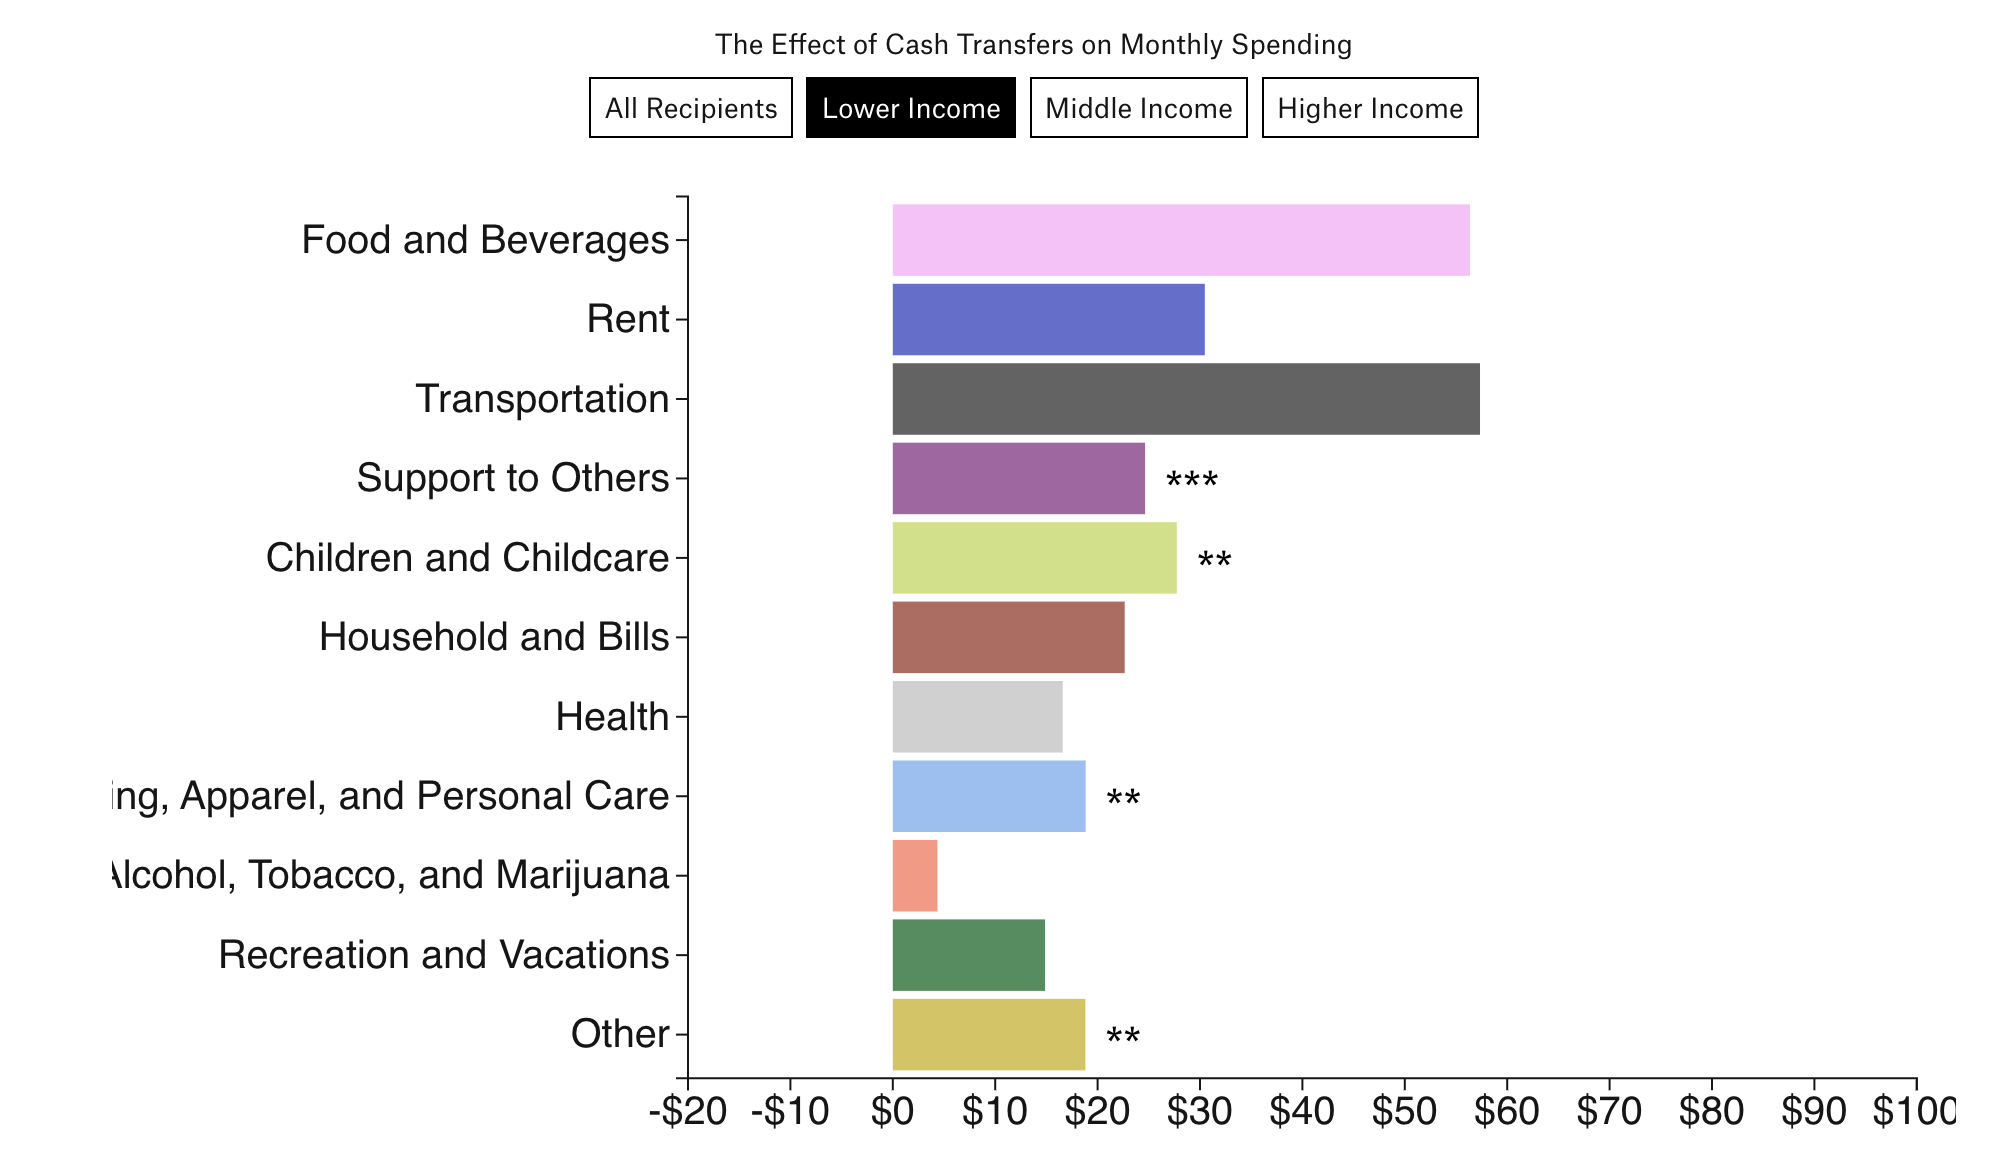 The Effect of Cash Transfers on Monthly Spending
All Recipients Lower Income Middle Income Higher Income
Food and Beverages
Rent
Transportation
Support to Others ***
Children and Childcare **
Household and Bills
Health
ing, Apparel, and Personal Care **
Alcohol, Tobacco, and Marijuana
Recreation and Vacations
Other **
-$20 -$10 $0 $10 $20 $30 $40 $50 $60 $70 $80 $90 $100